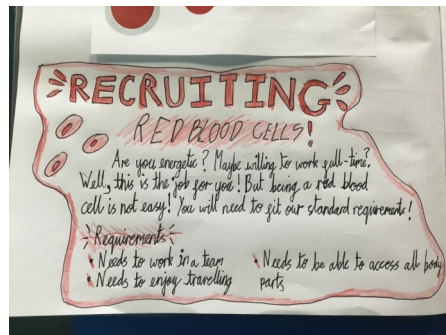 RECRUITING
RED BLOOD CELLS!
Are you energetic? Maybe willing to work full-time?
Well, this is the job for you! But being a red blood
cell is not easy! You will need to fit our standard requirements!
Requirements
• Needs to work in a team
• Needs to enjoy travelling
• Needs to be able to access all body
parts